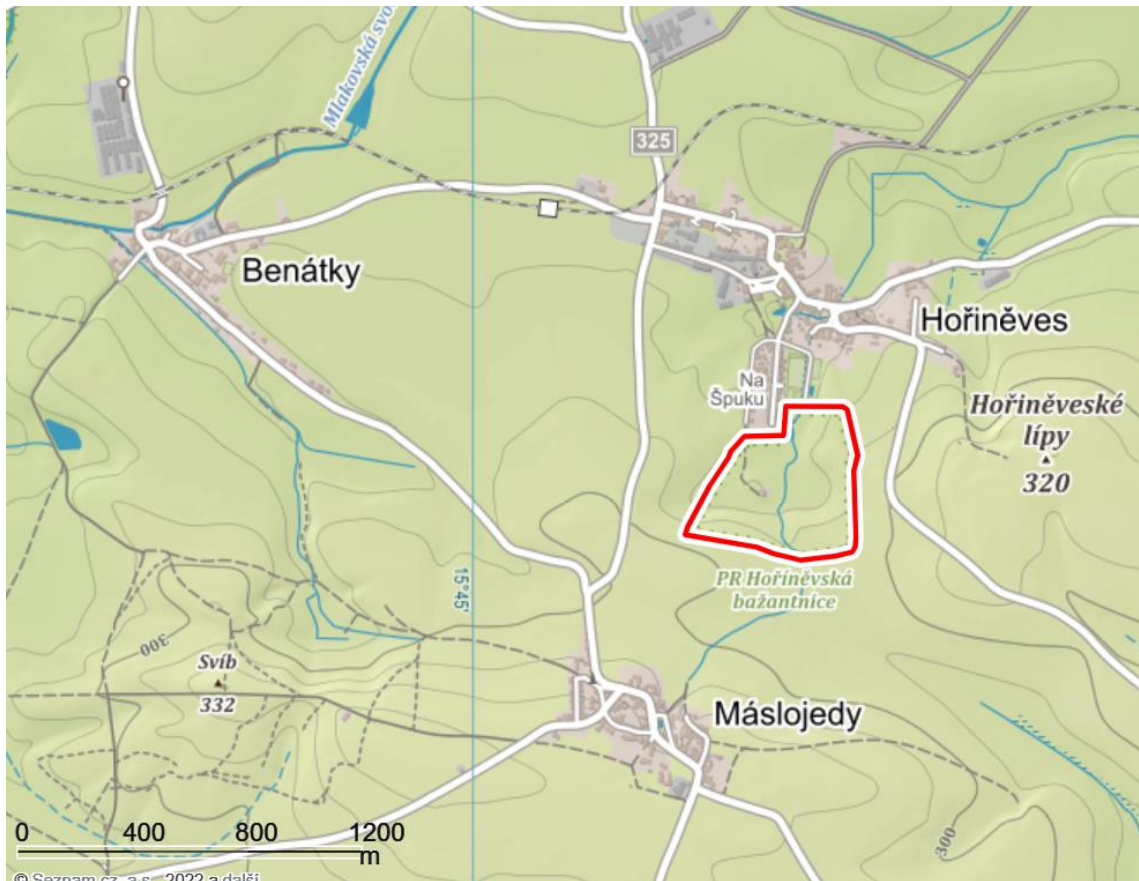 Mlakovská svo
325
Benátky
Hořiněves
Na
Špuku
Hořiněveské
lípy
320
PR Hořiněvská
bažantnice
15°45'
300
Svíb
332
Máslojedy
300
0 400 800 1200
m
© Seznam.cz, a.s., 2022 a další